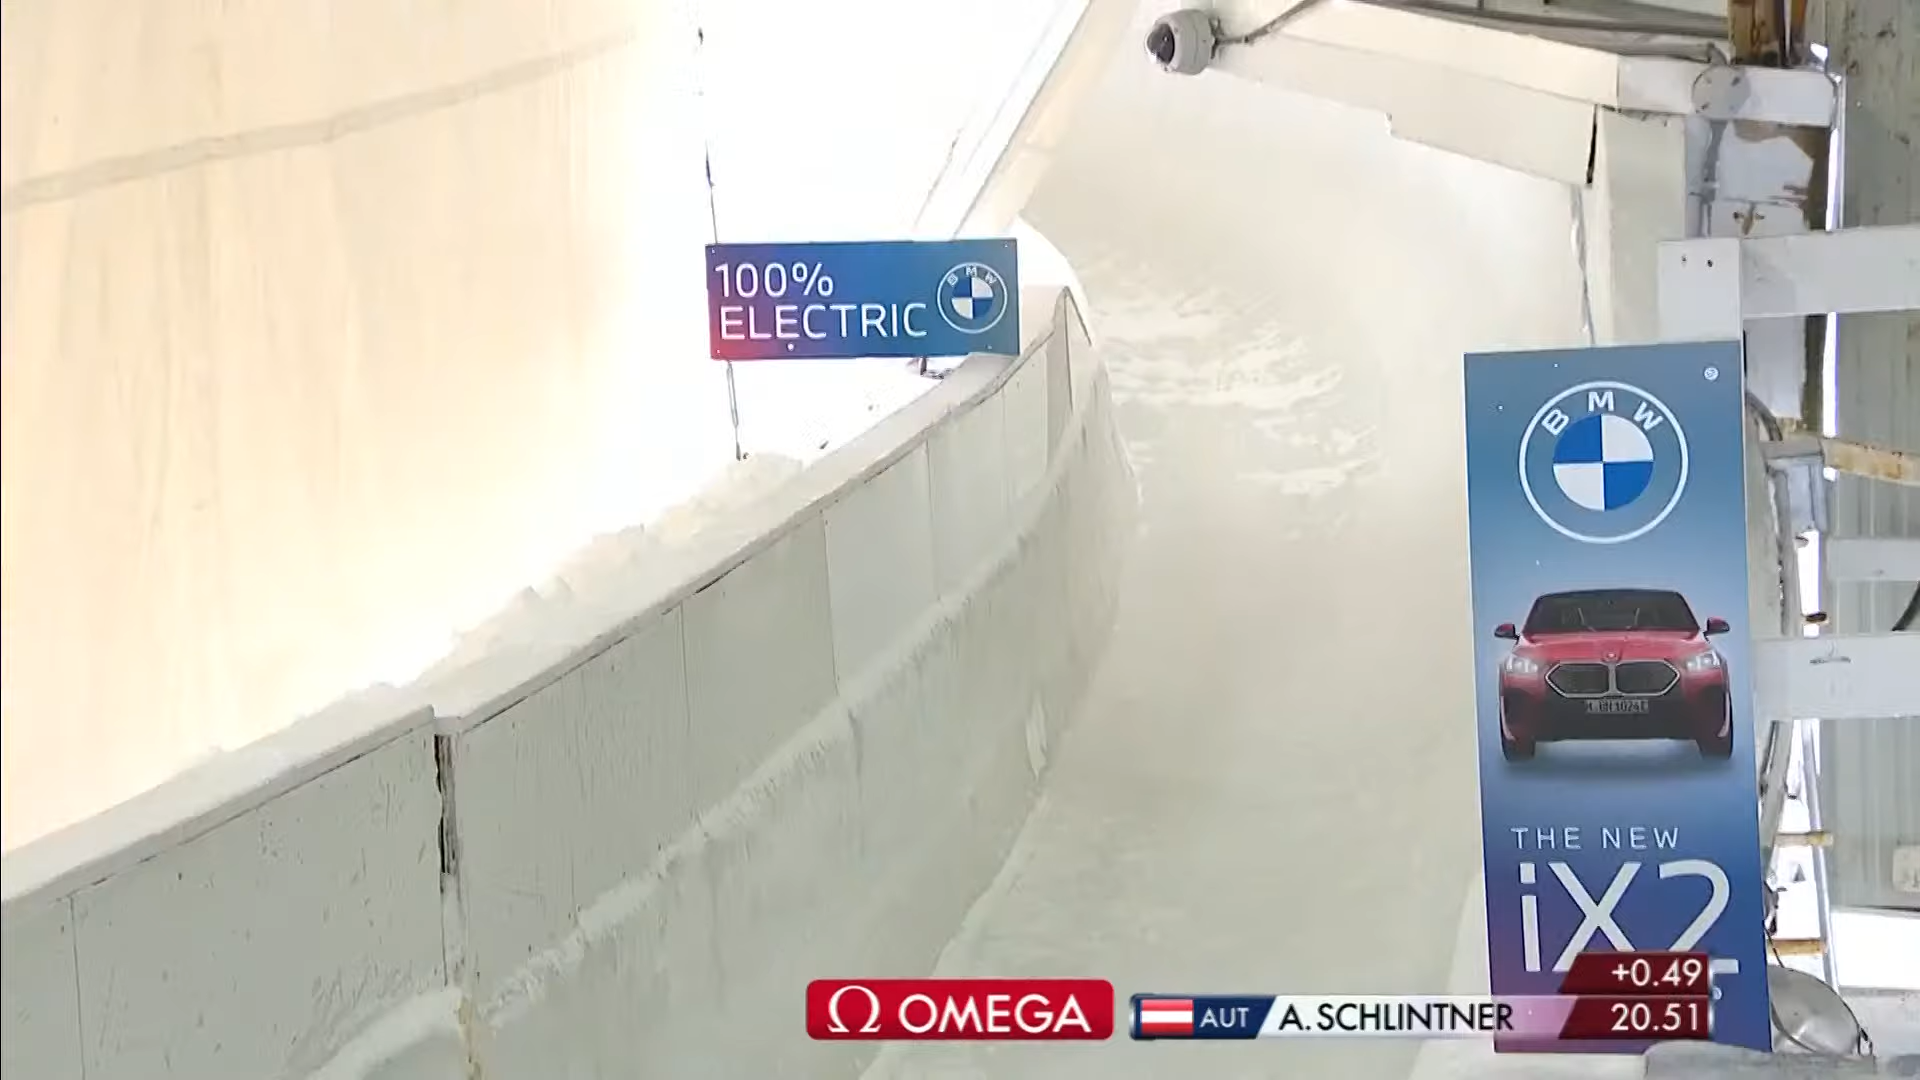 100%
ELECTRIC
BMW
BMW
THE NEW
iX2
+0.49
Ω OMEGA
AUT A. SCHLINTNER 20.51